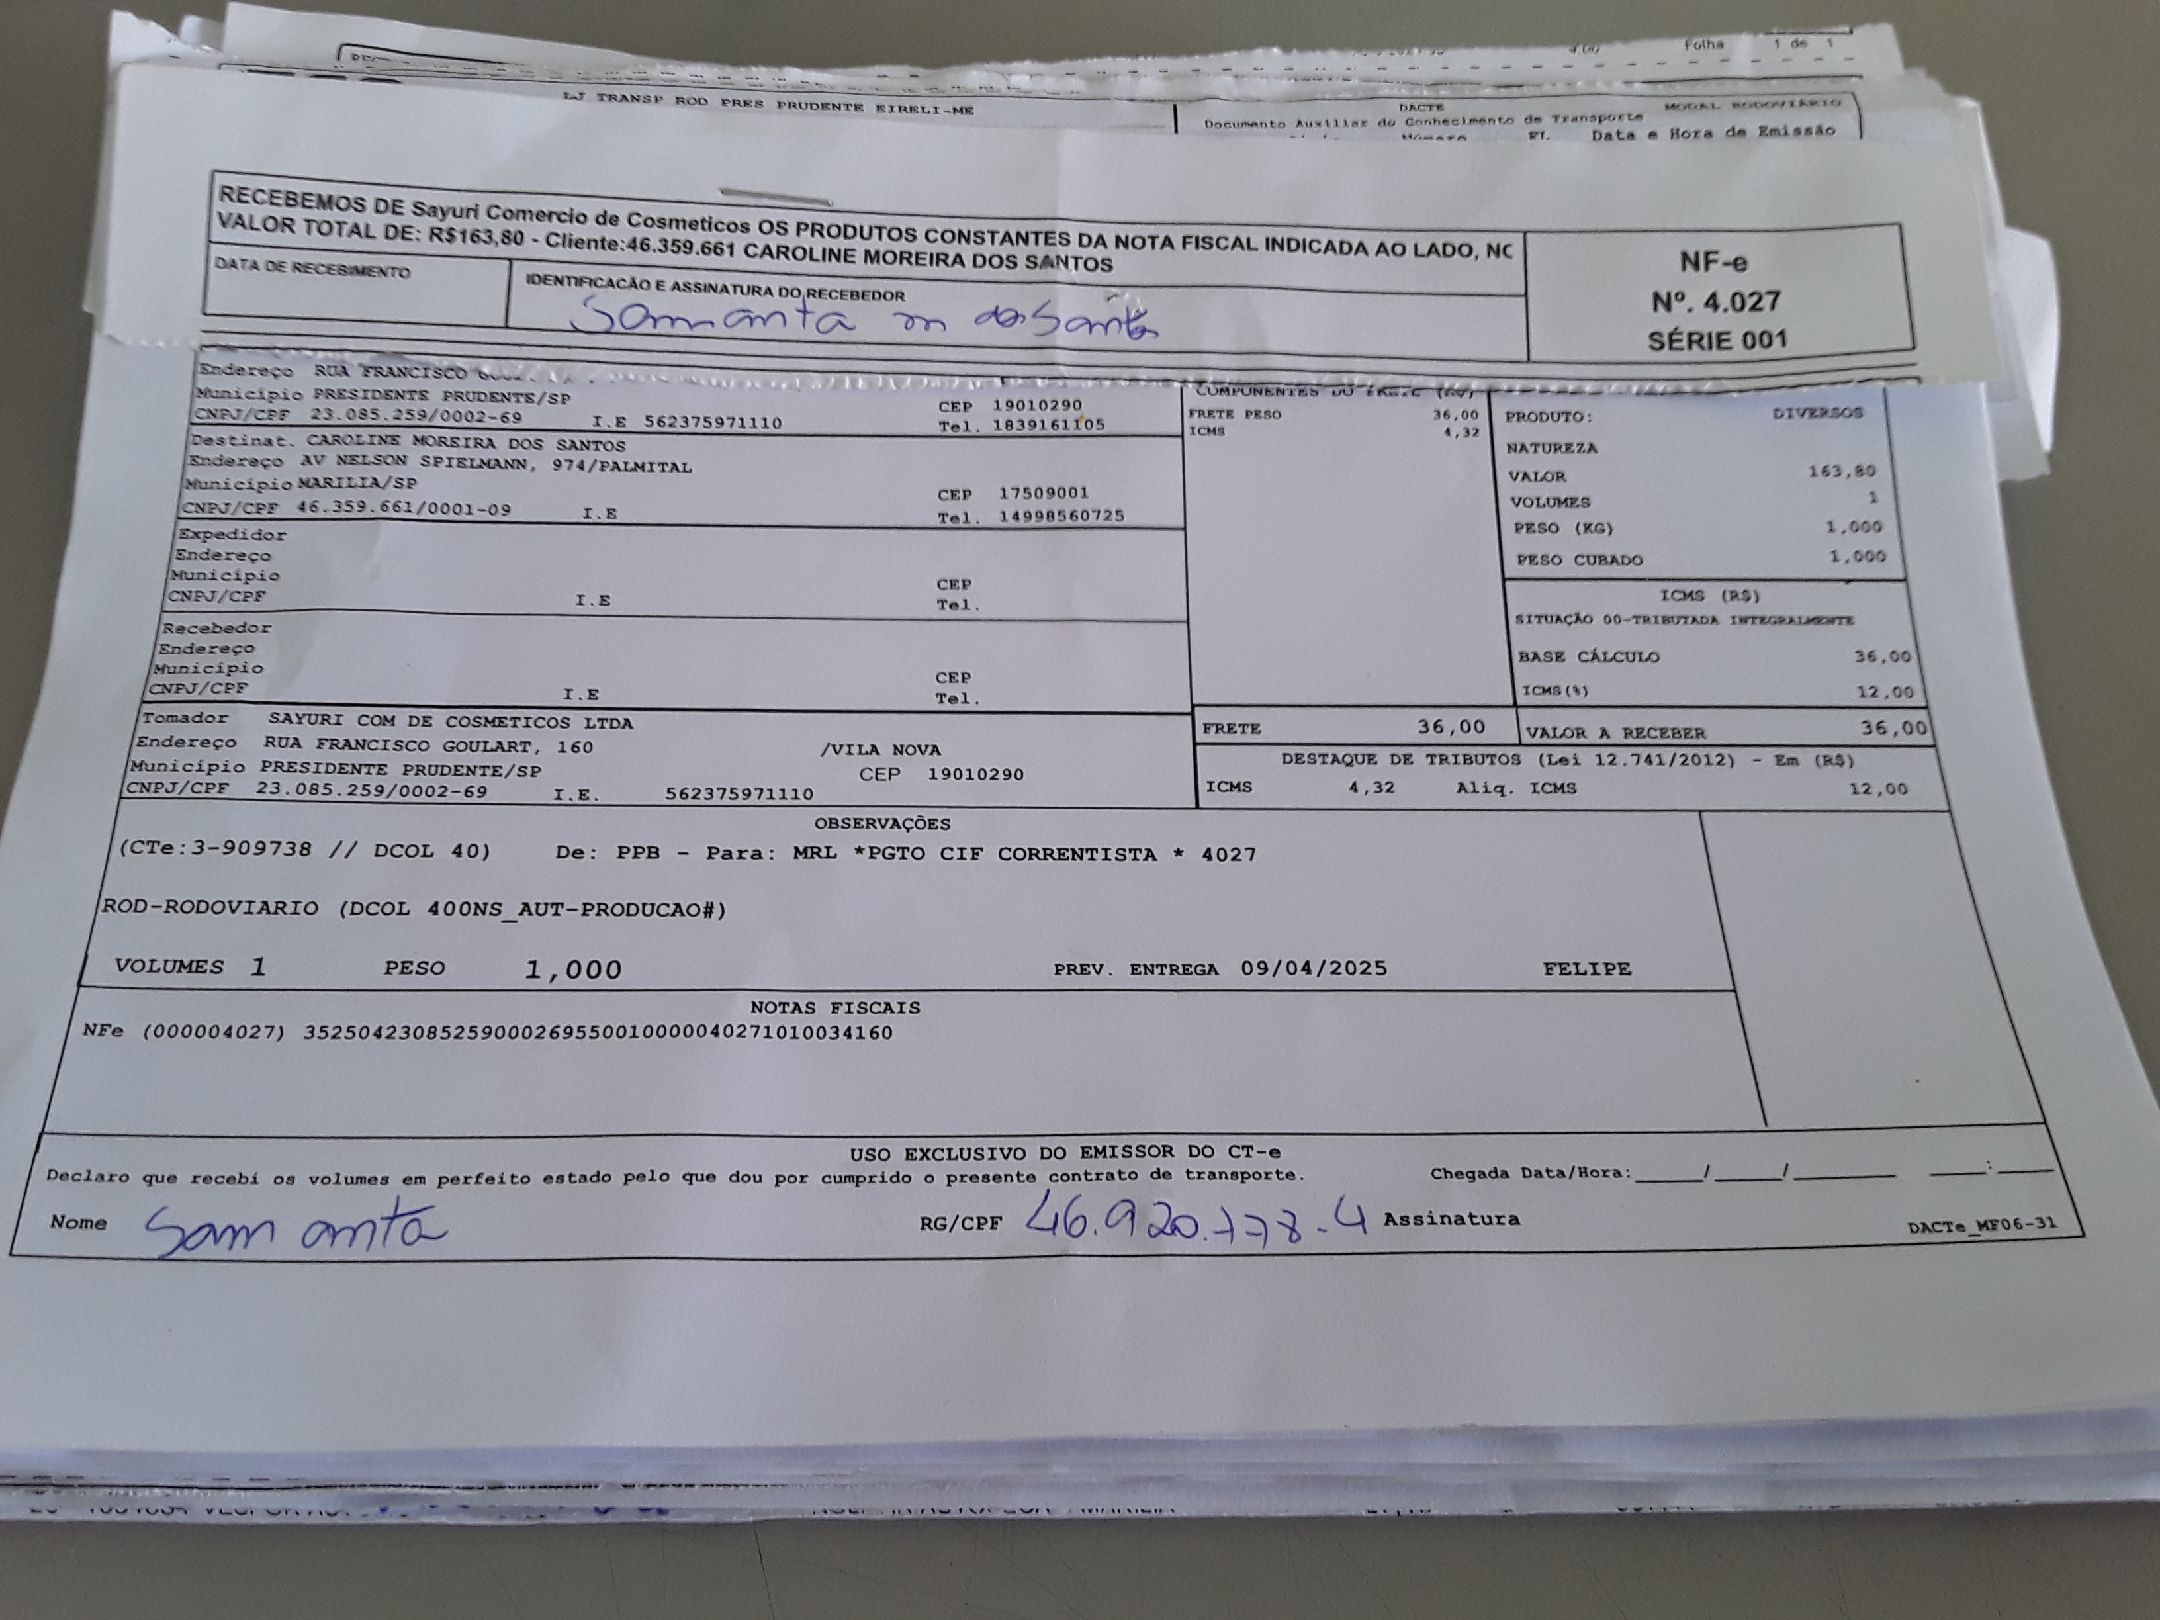 Folha 1 de 1
LJ TRANSP ROD PRES PRUDENTE EIRELI-ME
DACTE MODAL RODOVIÁRIO
Documento Auxiliar do Conhecimento de Transporte
Número Fl. Data e Hora de Emissão
RECEBEMOS DE Sayuri Comercio de Cosmeticos OS PRODUTOS CONSTANTES DA NOTA FISCAL INDICADA AO LADO, NO
VALOR TOTAL DE: R$163,80 - Cliente:46.359.661 CAROLINE MOREIRA DOS SANTOS
DATA DE RECEBIMENTO
IDENTIFICACÃO E ASSINATURA DO RECEBEDOR
Samanta m dos Santos
NF-e
Nº. 4.027
SÉRIE 001
Endereço RUA FRANCISCO
Município PRESIDENTE PRUDENTE/SP CEP 19010290
CNPJ/CPF 23.085.259/0002-69 I.E 562375971110 Tel. 1839161105
Destinat. CAROLINE MOREIRA DOS SANTOS
Endereço AV NELSON SPIELMANN, 974/PALMITAL
Município MARILIA/SP CEP 17509001
CNPJ/CPF 46.359.661/0001-09 I.E Tel. 14998560725
Expedidor
Endereço
Município CEP
CNPJ/CPF I.E Tel.
Recebedor
Endereço
Município CEP
CNPJ/CPF I.E Tel.
Tomador SAYURI COM DE COSMETICOS LTDA
Endereço RUA FRANCISCO GOULART, 160 /VILA NOVA
Município PRESIDENTE PRUDENTE/SP CEP 19010290
CNPJ/CPF 23.085.259/0002-69 I.E. 562375971110
COMPONENTES DO FRETE (R$)
FRETE PESO 36,00
ICMS 4,32
PRODUTO: DIVERSOS
NATUREZA
VALOR 163,80
VOLUMES 1
PESO (KG) 1,000
PESO CUBADO 1,000
ICMS (R$)
SITUAÇÃO 00-TRIBUTADA INTEGRALMENTE
BASE CÁLCULO 36,00
ICMS(%) 12,00
FRETE 36,00 VALOR A RECEBER 36,00
DESTAQUE DE TRIBUTOS (Lei 12.741/2012) - Em (R$)
ICMS 4,32 Aliq. ICMS 12,00
OBSERVAÇÕES
(CTe:3-909738 // DCOL 40) De: PPB - Para: MRL *PGTO CIF CORRENTISTA * 4027
ROD-RODOVIARIO (DCOL 400NS_AUT-PRODUCAO#)
VOLUMES 1 PESO 1,000 PREV. ENTREGA 09/04/2025 FELIPE
NOTAS FISCAIS
NFe (000004027) 35250423085259000269550010000040271010034160
USO EXCLUSIVO DO EMISSOR DO CT-e
Declaro que recebi os volumes em perfeito estado pelo que dou por cumprido o presente contrato de transporte. Chegada Data/Hora:_____/_____/_______ ____:____
Nome Samanta RG/CPF 46.920.778-4 Assinatura DACTe_MF06-31